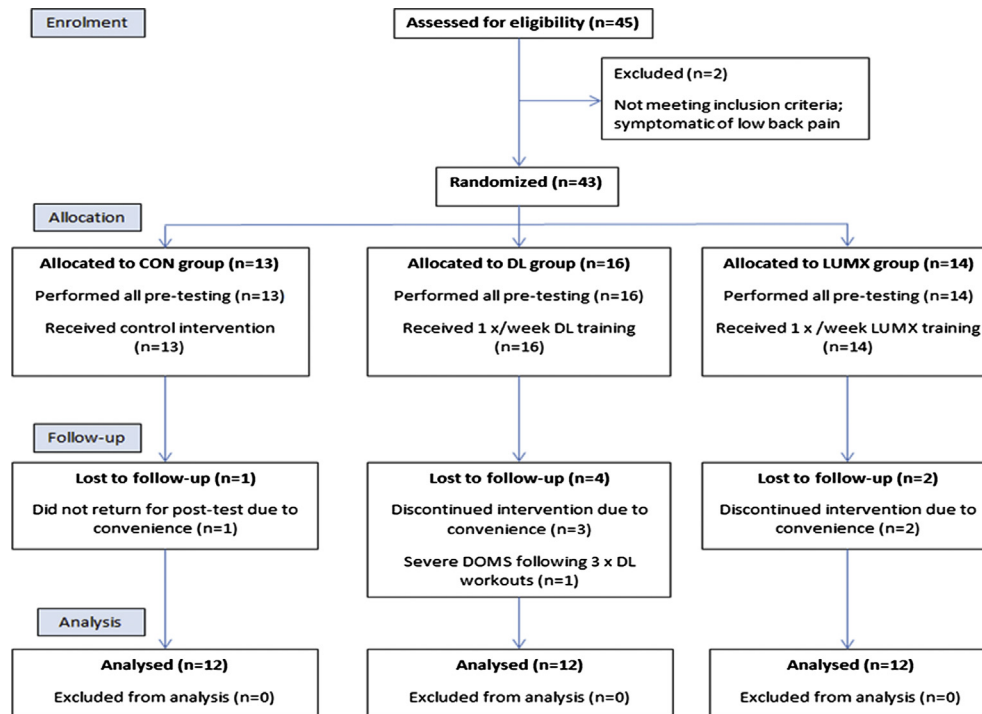 Enrolment
Assessed for eligibility (n=45)
Excluded (n=2)
Not meeting inclusion criteria;
symptomatic of low back pain
Randomized (n=43)
Allocation
Allocated to CON group (n=13)
Performed all pre-testing (n=13)
Received control intervention
(n=13)
Allocated to DL group (n=16)
Performed all pre-testing (n=16)
Received 1 x/week DL training
(n=16)
Allocated to LUMX group (n=14)
Performed all pre-testing (n=14)
Received 1 x /week LUMX training
(n=14)
Follow-up
Lost to follow-up (n=1)
Did not return for post-test due to
convenience (n=1)
Lost to follow-up (n=4)
Discontinued intervention due to
convenience (n=3)
Severe DOMS following 3 x DL
workouts (n=1)
Lost to follow-up (n=2)
Discontinued intervention due to
convenience (n=2)
Analysis
Analysed (n=12)
Excluded from analysis (n=0)
Analysed (n=12)
Excluded from analysis (n=0)
Analysed (n=12)
Excluded from analysis (n=0)